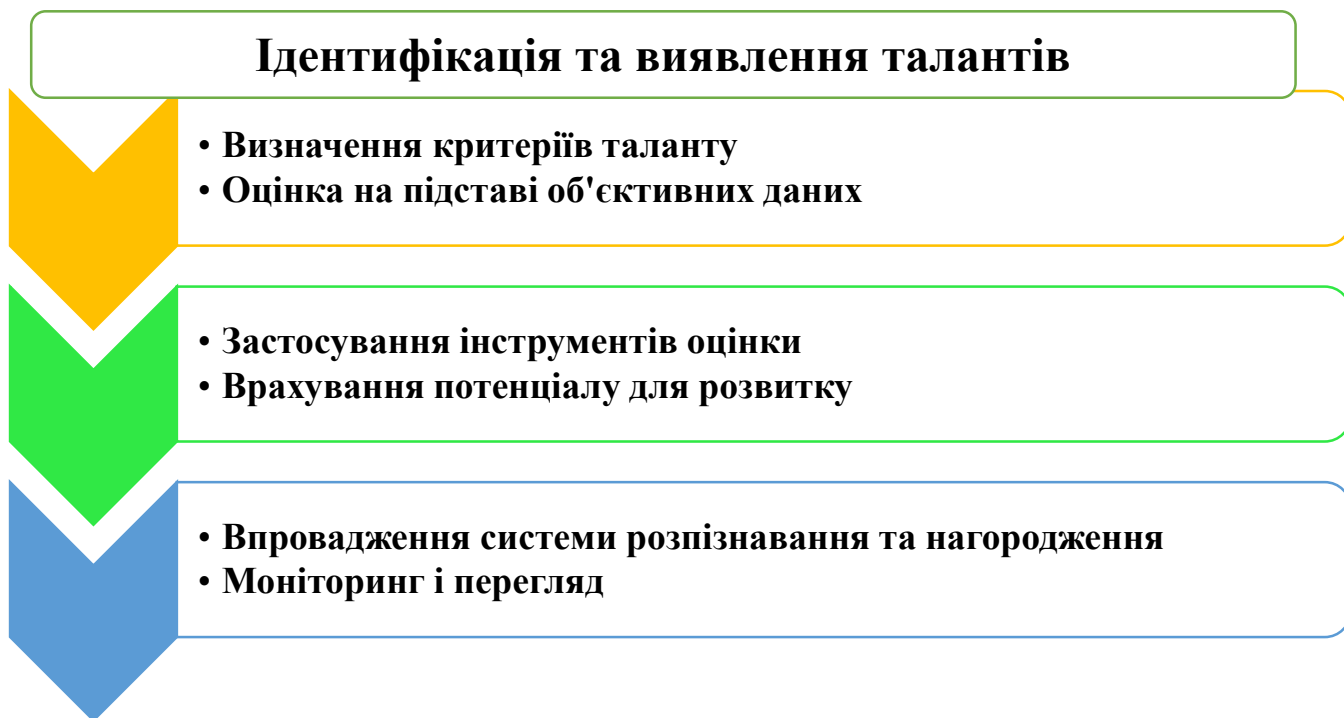 Ідентифікація та виявлення талантів
• Визначення критеріїв таланту
• Оцінка на підставі об'єктивних даних
• Застосування інструментів оцінки
• Врахування потенціалу для розвитку
• Впровадження системи розпізнавання та нагородження
• Моніторинг і перегляд